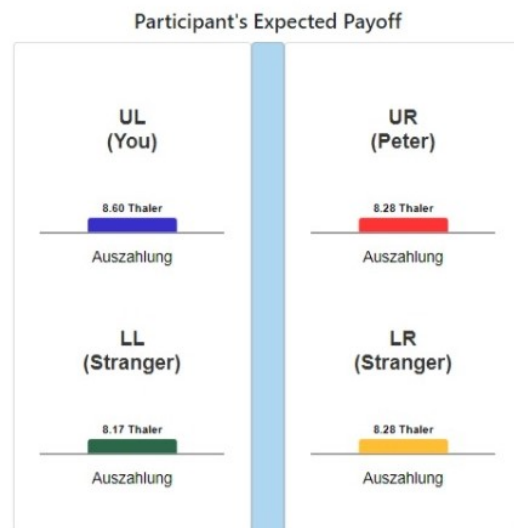 Participant's Expected Payoff
UL
(You)
8.60 Thaler
Auszahlung
UR
(Peter)
8.28 Thaler
Auszahlung
LL
(Stranger)
8.17 Thaler
Auszahlung
LR
(Stranger)
8.28 Thaler
Auszahlung